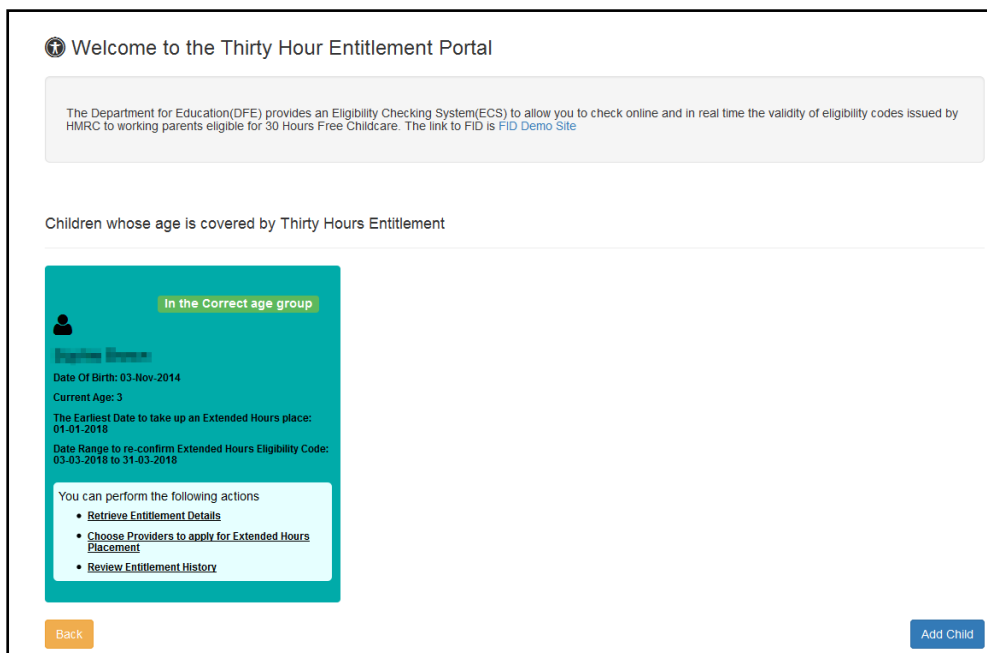 Welcome to the Thirty Hour Entitlement Portal
The Department for Education(DFE) provides an Eligibility Checking System(ECS) to allow you to check online and in real time the validity of eligibility codes issued by
HMRC to working parents eligible for 30 Hours Free Childcare. The link to FID is FID Demo Site
Children whose age is covered by Thirty Hours Entitlement
In the Correct age group
Date Of Birth: 03-Nov-2014
Current Age: 3
The Earliest Date to take up an Extended Hours place:
01-01-2018
Date Range to re-confirm Extended Hours Eligibility Code:
03-03-2018 to 31-03-2018
You can perform the following actions
Retrieve Entitlement Details
Choose Providers to apply for Extended Hours
Placement
Review Entitlement History
Back
Add Child